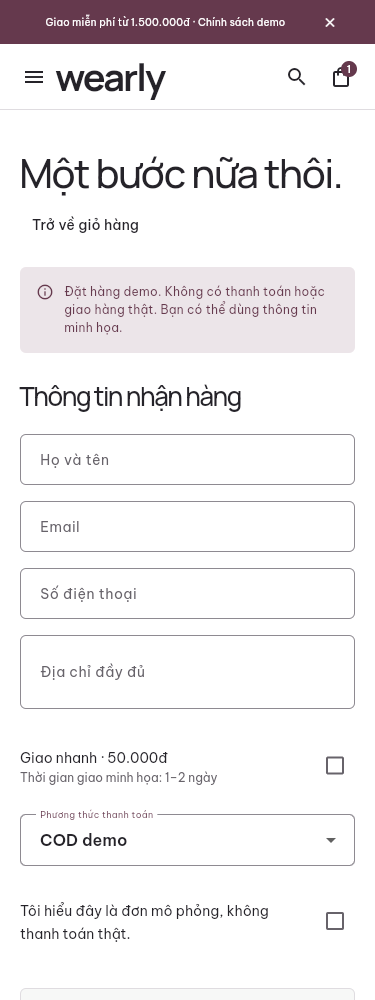 Giao miễn phí từ 1.500.000đ · Chính sách demo
wearly
1
Một bước nữa thôi.
Trở về giỏ hàng
Đặt hàng demo. Không có thanh toán hoặc
giao hàng thật. Bạn có thể dùng thông tin
minh họa.
Thông tin nhận hàng
Họ và tên
Email
Số điện thoại
Địa chỉ đầy đủ
Giao nhanh · 50.000đ
Thời gian giao minh họa: 1–2 ngày
Phương thức thanh toán
COD demo
Tôi hiểu đây là đơn mô phỏng, không
thanh toán thật.